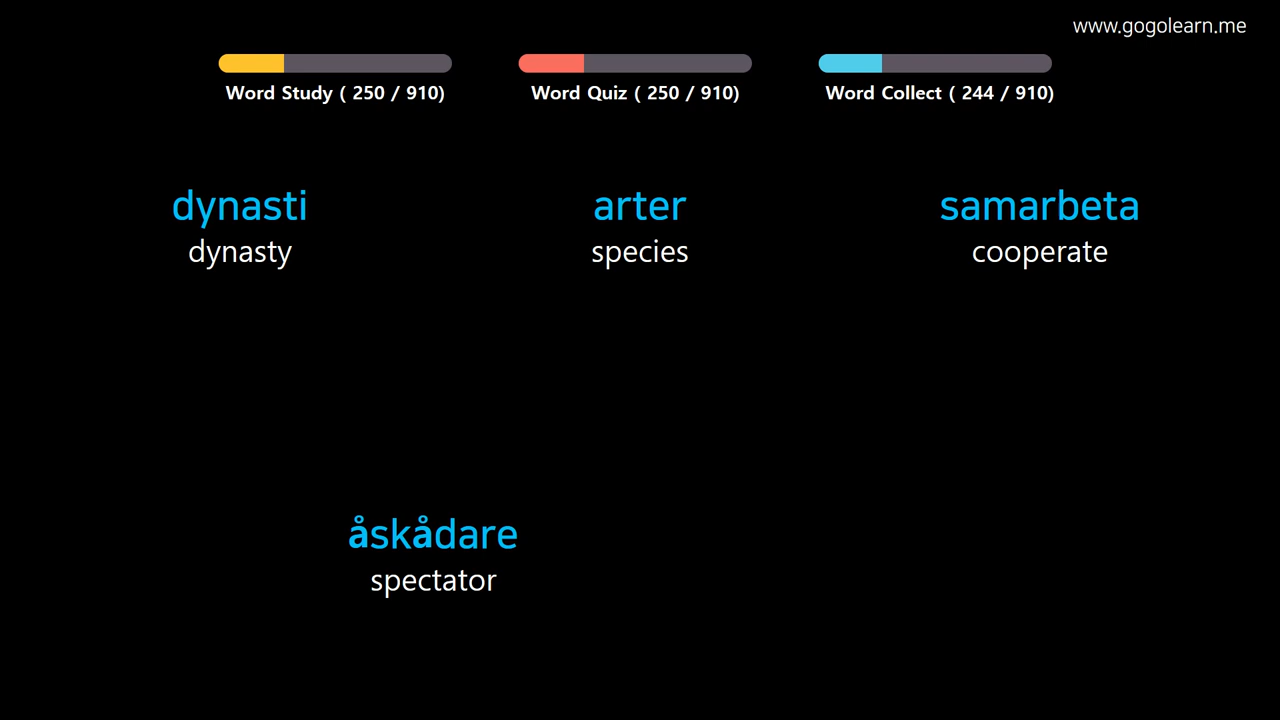 www.gogolearn.me
Word Study ( 250 / 910)
Word Quiz ( 250 / 910)
Word Collect ( 244 / 910)
dynasti
dynasty
arter
species
samarbeta
cooperate
åskådare
spectator